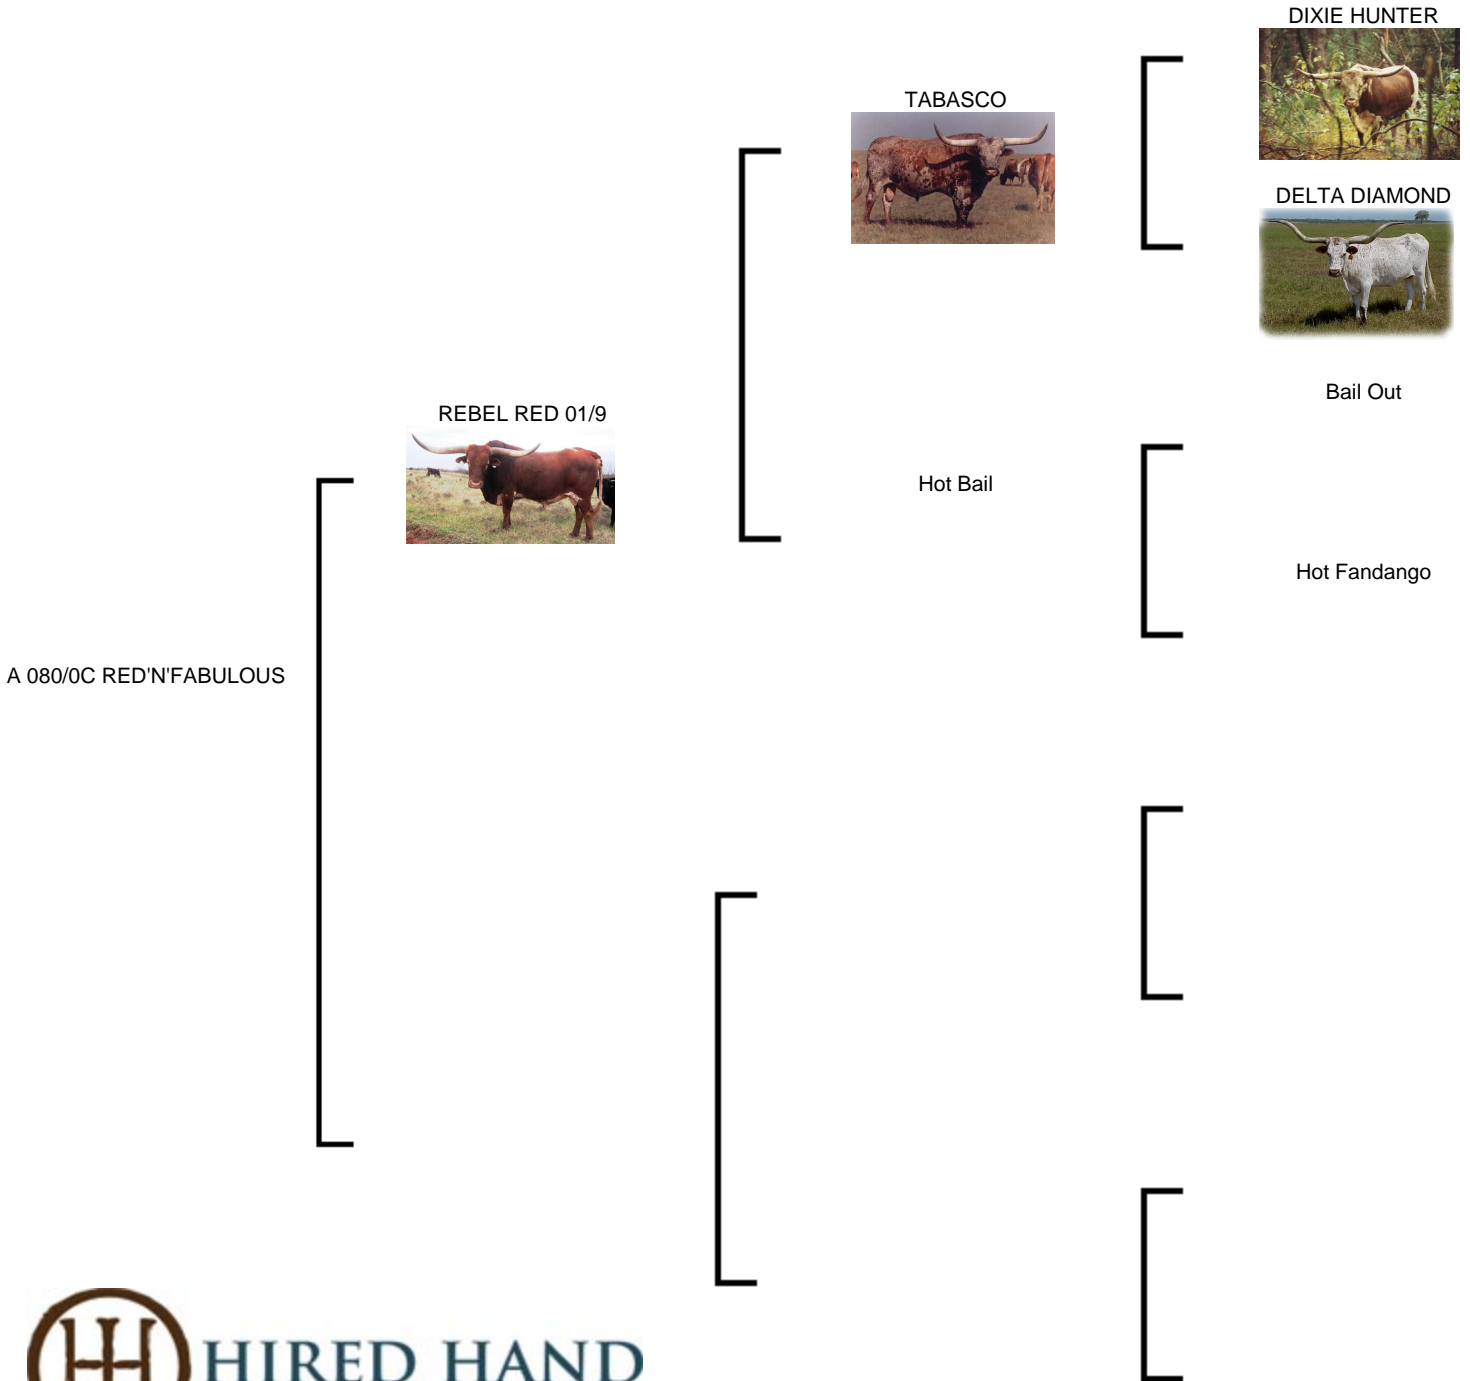 DIXIE HUNTER
TABASCO
DELTA DIAMOND
Bail Out
REBEL RED 01/9
Hot Bail
Hot Fandango
A 080/0C RED'N'FABULOUS
HIRED HAND